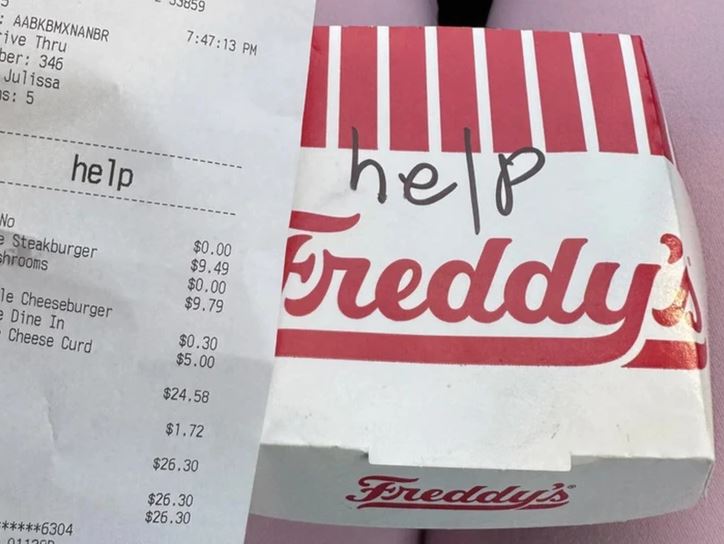 53859
: AABKBMXNANBR
7:47:13 PM
rive Thru
ber: 346
Julissa
ms: 5
help
No
$0.00
e Steakburger
$9.49
shrooms
$0.00
le Cheeseburger
$9.79
e Dine In
$0.30
Cheese Curd
$5.00
$24.58
$1.72
$26.30
$26.30
$26.30
*****6304
help
Freddy's
Freddy's